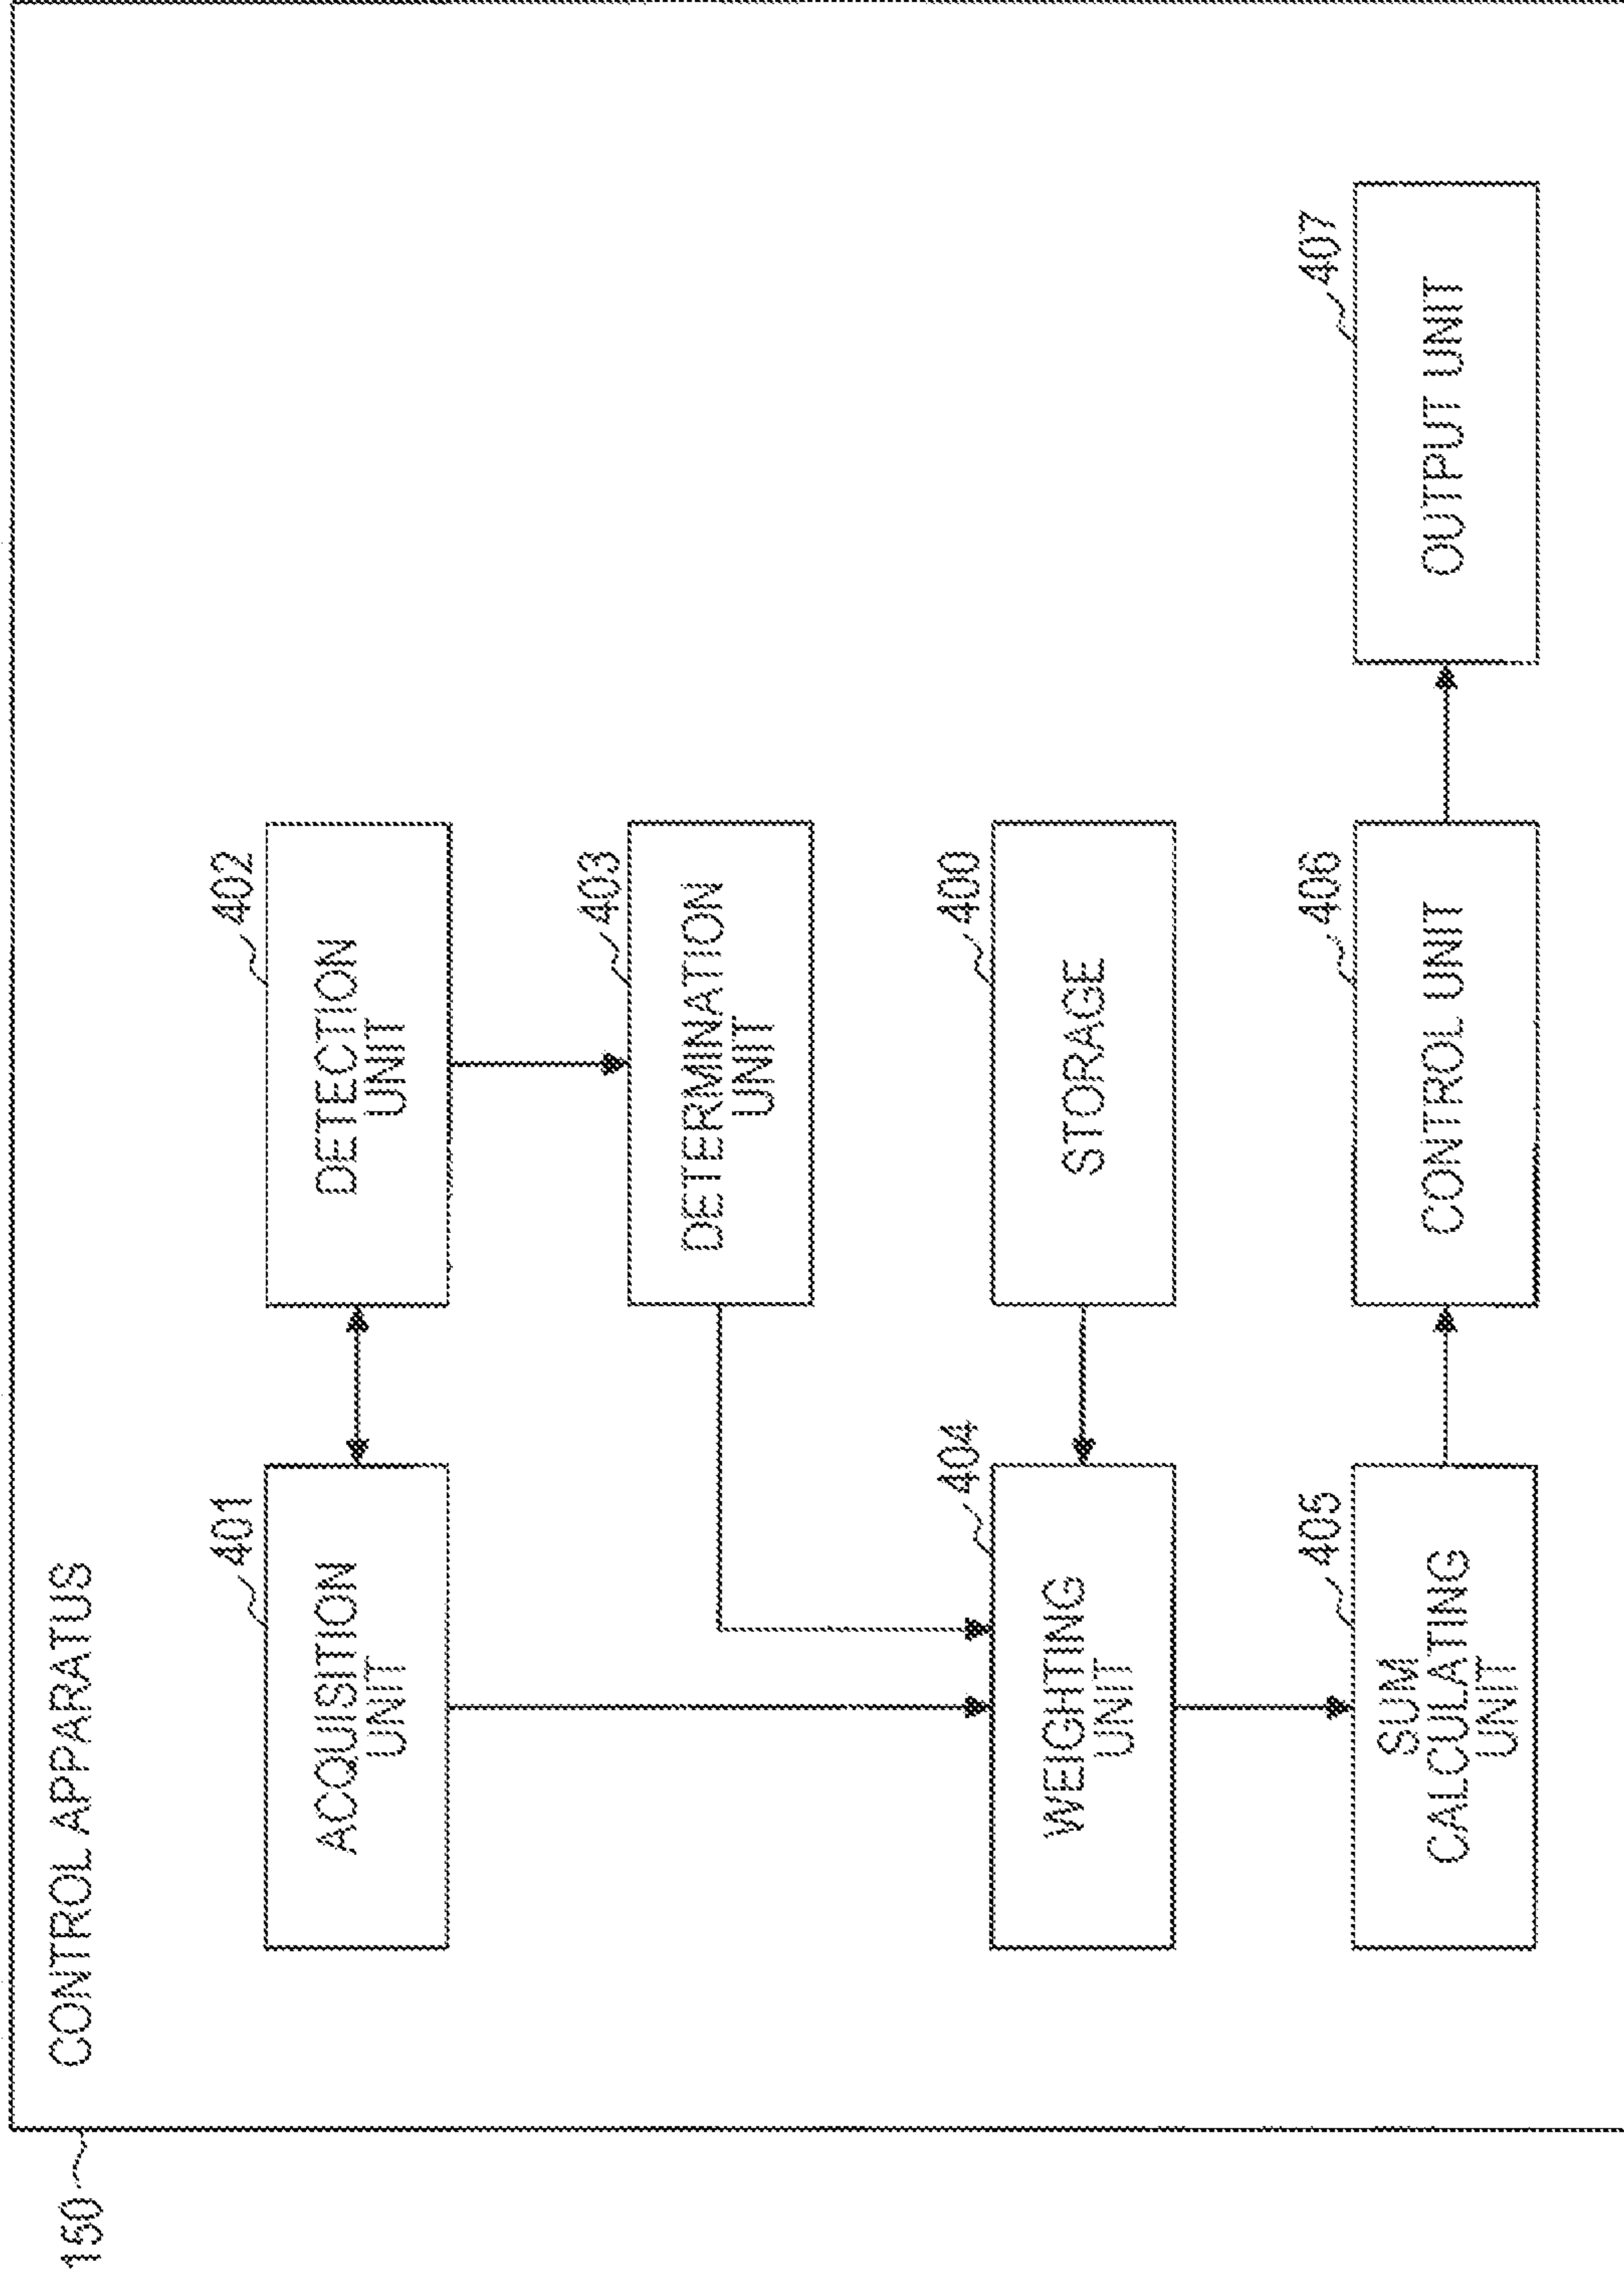 150
CONTROL APPARATUS
401
ACQUISITION
UNIT
402
DETECTION
UNIT
403
DETERMINATION
UNIT
404
WEIGHTING
UNIT
400
STORAGE
405
SUM
CALCULATING
UNIT
406
CONTROL UNIT
407
OUTPUT UNIT